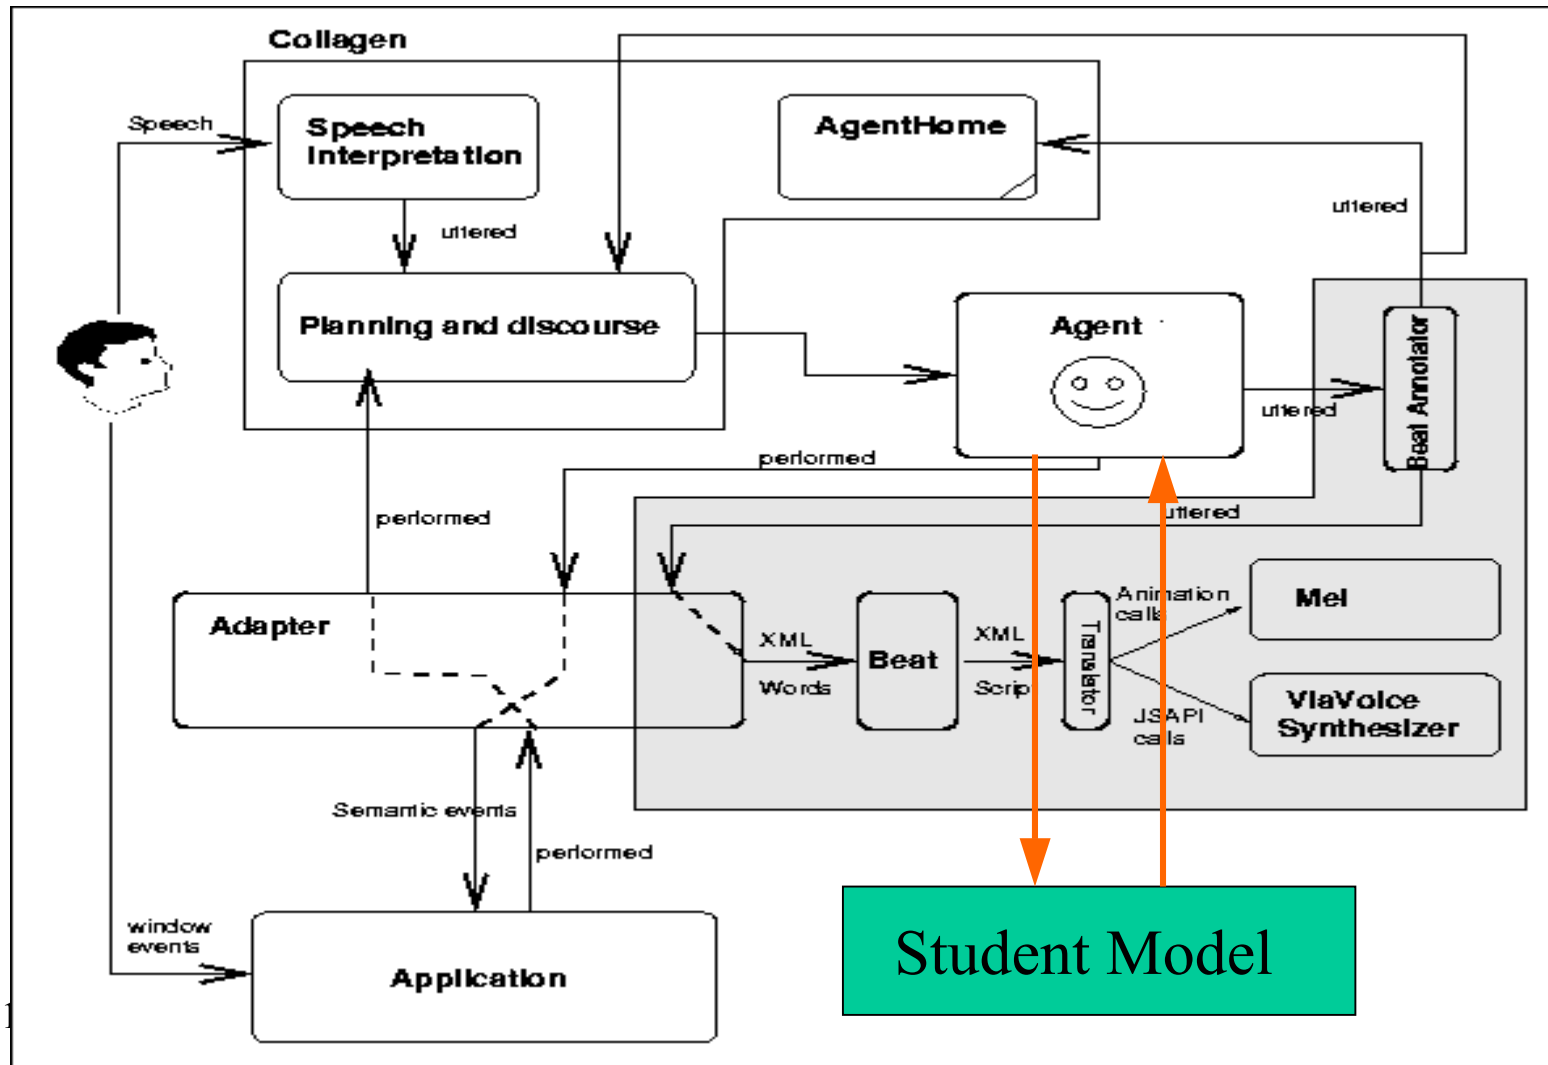 Collagen
Speech
Speech
Interpretation
AgentHome
uttered
uttered
Planning and discourse
Agent
Beat Annotator
uttered
performed
performed
uttered
Adapter
XML
Words
Beat
XML
Script
Translator
Animation
calls
Mel
JSAPI
calls
ViaVoice
Synthesizer
Semantic events
performed
window
events
Application
Student Model
1